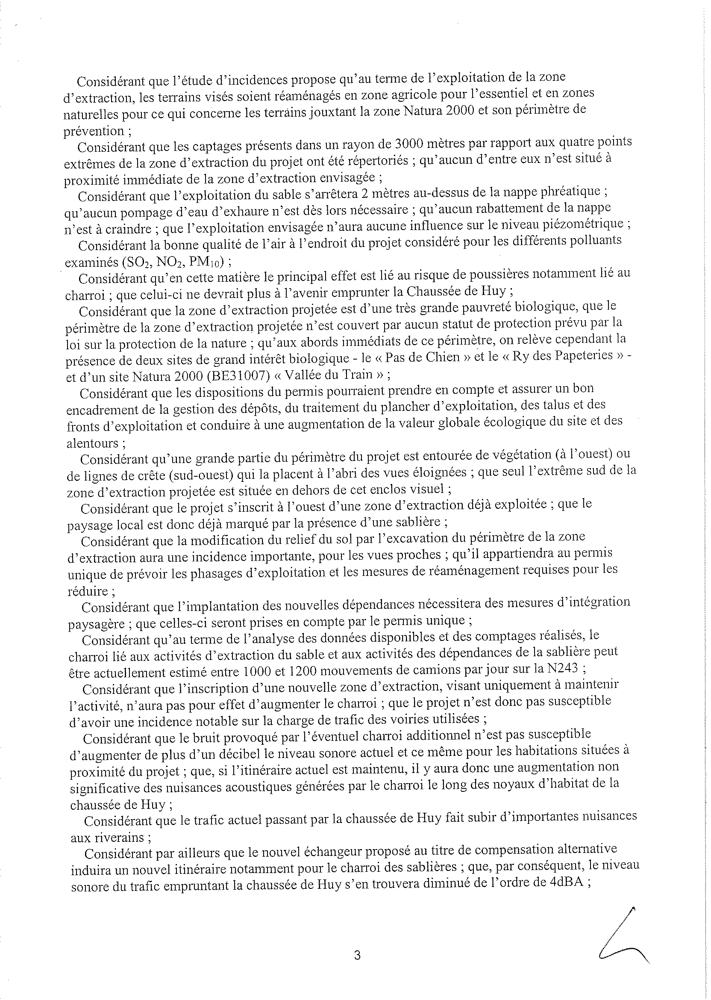 Considérant que l'étude d'incidences propose qu'au terme de l'exploitation de la zone
d'extraction, les terrains visés soient réaménagés en zone agricole pour l'essentiel et en zones
naturelles pour ce qui concerne les terrains jouxtant la zone Natura 2000 et son périmètre de
prévention ;
Considérant que les captages présents dans un rayon de 3000 mètres par rapport aux quatre points
extrêmes de la zone d'extraction du projet ont été répertoriés ; qu'aucun d'entre eux n'est situé à
proximité immédiate de la zone d'extraction envisagée ;
Considérant que l'exploitation du sable s'arrêtera 2 mètres au-dessus de la nappe phréatique ;
qu'aucun pompage d'eau d'exhaure n'est dès lors nécessaire ; qu'aucun rabattement de la nappe
n'est à craindre ; que l'exploitation envisagée n'aura aucune influence sur le niveau piézométrique ;
Considérant la bonne qualité de l'air à l'endroit du projet considéré pour les différents polluants
examinés (SO₂, NO₂, PM₁₀) ;
Considérant qu'en cette matière le principal effet est lié au risque de poussières notamment lié au
charroi ; que celui-ci ne devrait plus à l'avenir emprunter la Chaussée de Huy ;
Considérant que la zone d'extraction projetée est d'une très grande pauvreté biologique, que le
périmètre de la zone d'extraction projetée n'est couvert par aucun statut de protection prévu par la
loi sur la protection de la nature ; qu'aux abords immédiats de ce périmètre, on relève cependant la
présence de deux sites de grand intérêt biologique - le « Pas de Chien » et le « Ry des Papeteries » -
et d'un site Natura 2000 (BE31007) « Vallée du Train » ;
Considérant que les dispositions du permis pourraient prendre en compte et assurer un bon
encadrement de la gestion des dépôts, du traitement du plancher d'exploitation, des talus et des
fronts d'exploitation et conduire à une augmentation de la valeur globale écologique du site et des
alentours ;
Considérant qu'une grande partie du périmètre du projet est entourée de végétation (à l'ouest) ou
de lignes de crête (sud-ouest) qui la placent à l'abri des vues éloignées ; que seul l'extrême sud de la
zone d'extraction projetée est située en dehors de cet enclos visuel ;
Considérant que le projet s'inscrit à l'ouest d'une zone d'extraction déjà exploitée ; que le
paysage local est donc déjà marqué par la présence d'une sablière ;
Considérant que la modification du relief du sol par l'excavation du périmètre de la zone
d'extraction aura une incidence importante, pour les vues proches ; qu'il appartiendra au permis
unique de prévoir les phasages d'exploitation et les mesures de réaménagement requises pour les
réduire ;
Considérant que l'implantation des nouvelles dépendances nécessitera des mesures d'intégration
paysagère ; que celles-ci seront prises en compte par le permis unique ;
Considérant qu'au terme de l'analyse des données disponibles et des comptages réalisés, le
charroi lié aux activités d'extraction du sable et aux activités des dépendances de la sablière peut
être actuellement estimé entre 1000 et 1200 mouvements de camions par jour sur la N243 ;
Considérant que l'inscription d'une nouvelle zone d'extraction, visant uniquement à maintenir
l'activité, n'aura pas pour effet d'augmenter le charroi ; que le projet n'est donc pas susceptible
d'avoir une incidence notable sur la charge de trafic des voiries utilisées ;
Considérant que le bruit provoqué par l'éventuel charroi additionnel n'est pas susceptible
d'augmenter de plus d'un décibel le niveau sonore actuel et ce même pour les habitations situées à
proximité du projet ; que, si l'itinéraire actuel est maintenu, il y aura donc une augmentation non
significative des nuisances acoustiques générées par le charroi le long des noyaux d'habitat de la
chaussée de Huy ;
Considérant que le trafic actuel passant par la chaussée de Huy fait subir d'importantes nuisances
aux riverains ;
Considérant par ailleurs que le nouvel échangeur proposé au titre de compensation alternative
induira un nouvel itinéraire notamment pour le charroi des sablières ; que, par conséquent, le niveau
sonore du trafic empruntant la chaussée de Huy s'en trouvera diminué de l'ordre de 4dBA ;
3